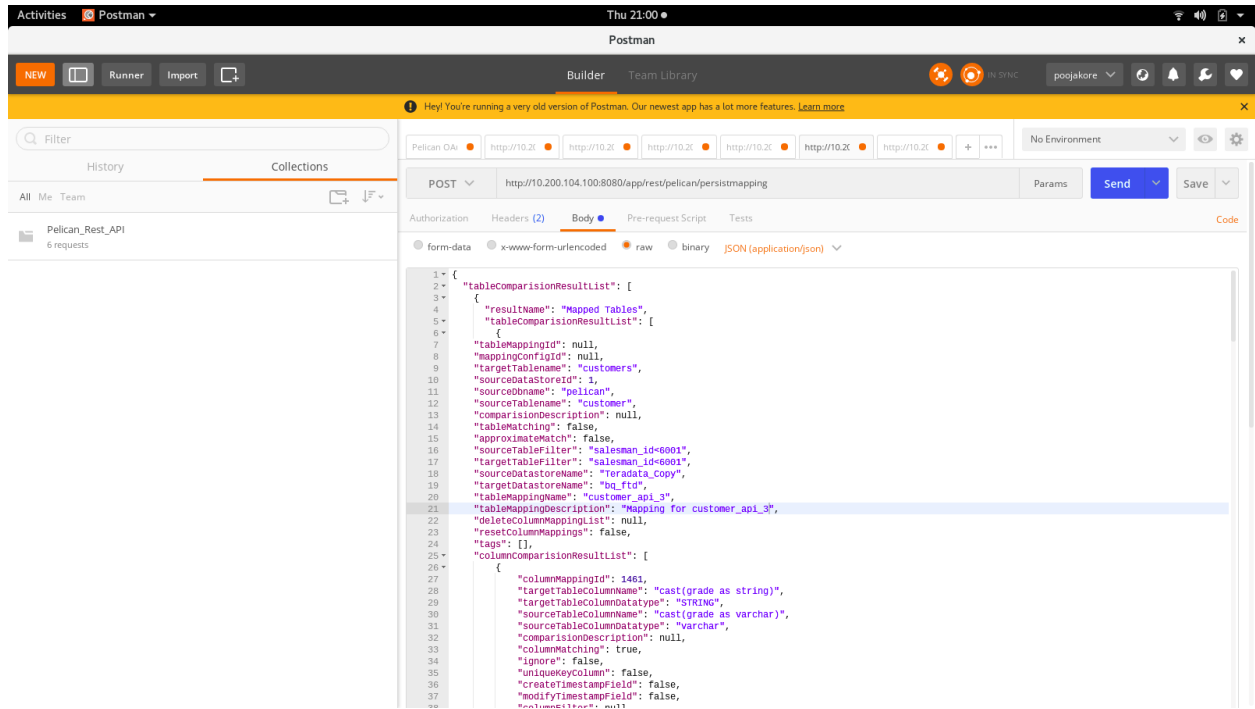 Activities Postman Thu 21:00
Postman
NEW Runner Import Builder Team Library IN SYNC poojakore
Hey! You're running a very old version of Postman. Our newest app has a lot more features. Learn more
Filter
History Collections
All Me Team
Pelican_Rest_API
6 requests
Pelican OA http://10.20 http://10.20 http://10.20 http://10.20 http://10.20 http://10.20 + ••• No Environment
POST http://10.200.104.100:8080/app/rest/pelican/persistmapping Params Send Save
Authorization Headers (2) Body Pre-request Script Tests Code
form-data x-www-form-urlencoded raw binary JSON (application/json)
1 {
2 "tableComparisionResultList": [
3 {
4 "resultName": "Mapped Tables",
5 "tableComparisionResultList": [
6 {
7 "tableMappingId": null,
8 "mappingConfigId": null,
9 "targetTablename": "customers",
10 "sourceDataStoreId": 1,
11 "sourceDbname": "pelican",
12 "sourceTablename": "customer",
13 "comparisionDescription": null,
14 "tableMatching": false,
15 "approximateMatch": false,
16 "sourceTableFilter": "salesman_id<6001",
17 "targetTableFilter": "salesman_id<6001",
18 "sourceDatastoreName": "Teradata_Copy",
19 "targetDatastoreName": "bq_ftd",
20 "tableMappingName": "customer_api_3",
21 "tableMappingDescription": "Mapping for customer_api_3",
22 "deleteColumnMappingList": null,
23 "resetColumnMappings": false,
24 "tags": [],
25 "columnComparisionResultList": [
26 {
27 "columnMappingId": 1461,
28 "targetTableColumnName": "cast(grade as string)",
29 "targetTableColumnDatatype": "STRING",
30 "sourceTableColumnName": "cast(grade as varchar)",
31 "sourceTableColumnDatatype": "varchar",
32 "comparisionDescription": null,
33 "columnMatching": true,
34 "ignore": false,
35 "uniqueKeyColumn": false,
36 "createTimestampField": false,
37 "modifyTimestampField": false,
38 "columnFilter": null